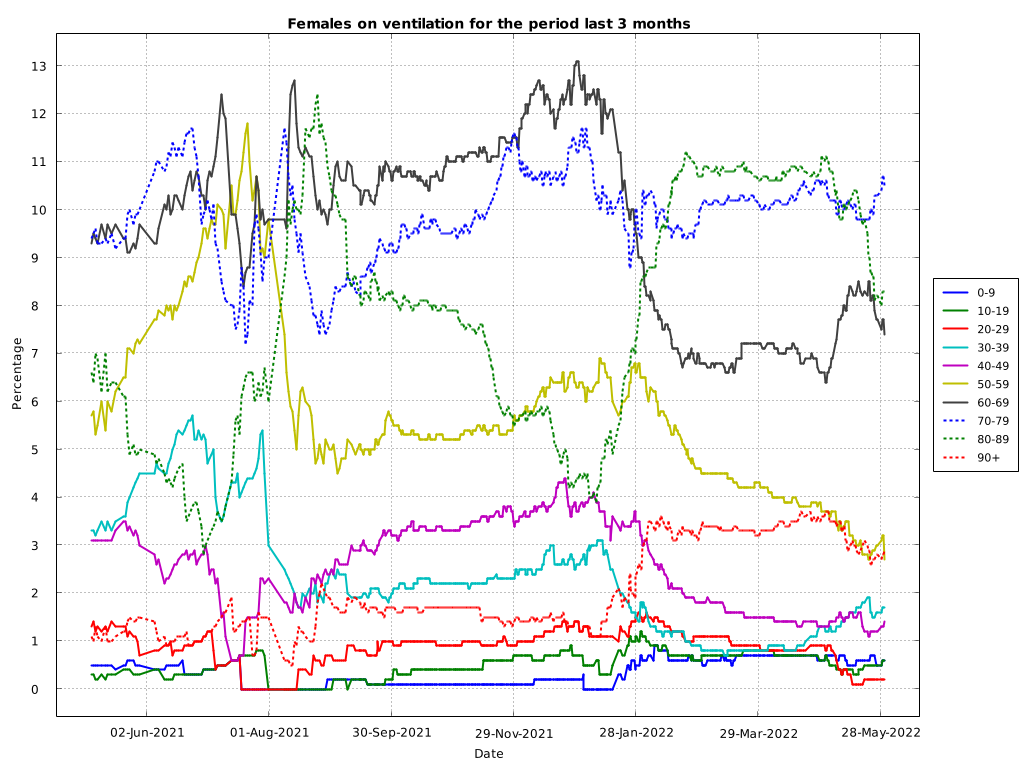 Females on ventilation for the period last 3 months
13
12
11
10
9
8
7
6
5
4
3
2
1
0
Percentage
02-Jun-2021
01-Aug-2021
30-Sep-2021
29-Nov-2021
28-Jan-2022
29-Mar-2022
28-May-2022
Date
0-9
10-19
20-29
30-39
40-49
50-59
60-69
70-79
80-89
90+